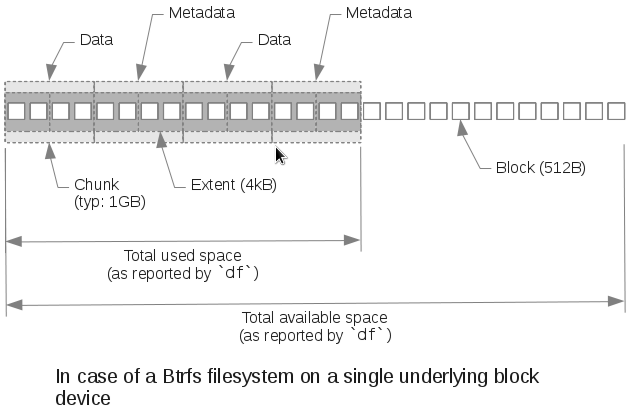 Metadata
Metadata
Data
Data
Block (512B)
Chunk
(typ: 1GB)
Extent (4kB)
Total used space
(as reported by `df`)
Total available space
(as reported by `df`)
In case of a Btrfs filesystem on a single underlying block
device